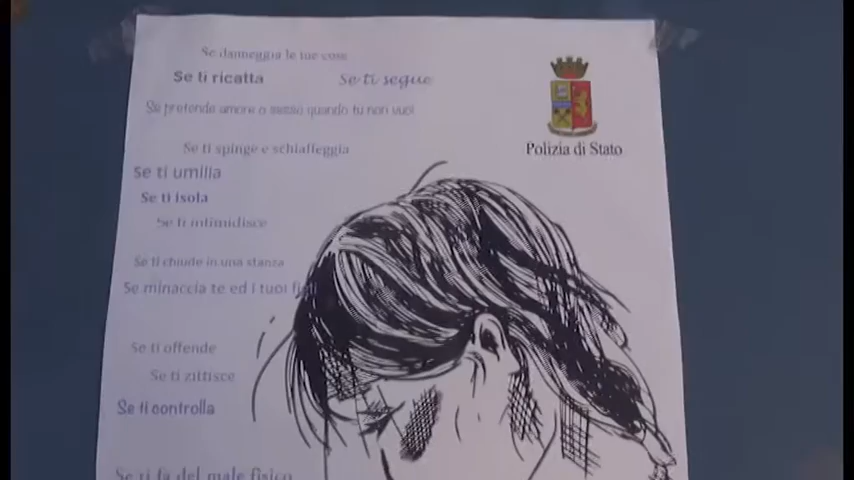 Se danneggia le tue cose
Se ti ricatta
Se ti segue
Se pretende amore o sesso quando tu non vuoi
Se ti spinge e schiaffeggia
Polizia di Stato
Se ti umilia
Se ti isola
Se ti intimidisce
Se ti chiude in una stanza
Se minaccia te ed i tuoi figli
Se ti offende
Se ti zittisce
Se ti controlla
Se ti fa del male fisico